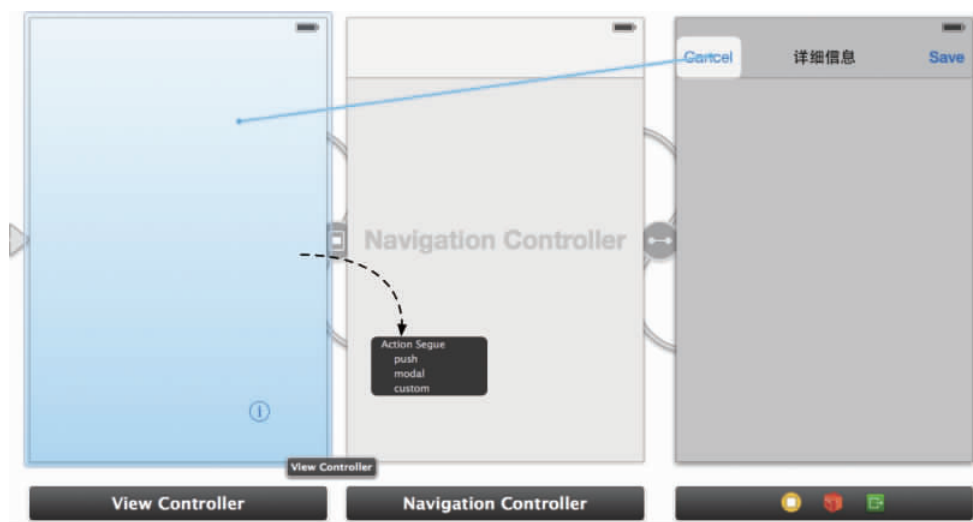 Cancel 详细信息 Save
Navigation Controller
Action Segue
push
modal
custom
View Controller
View Controller Navigation Controller